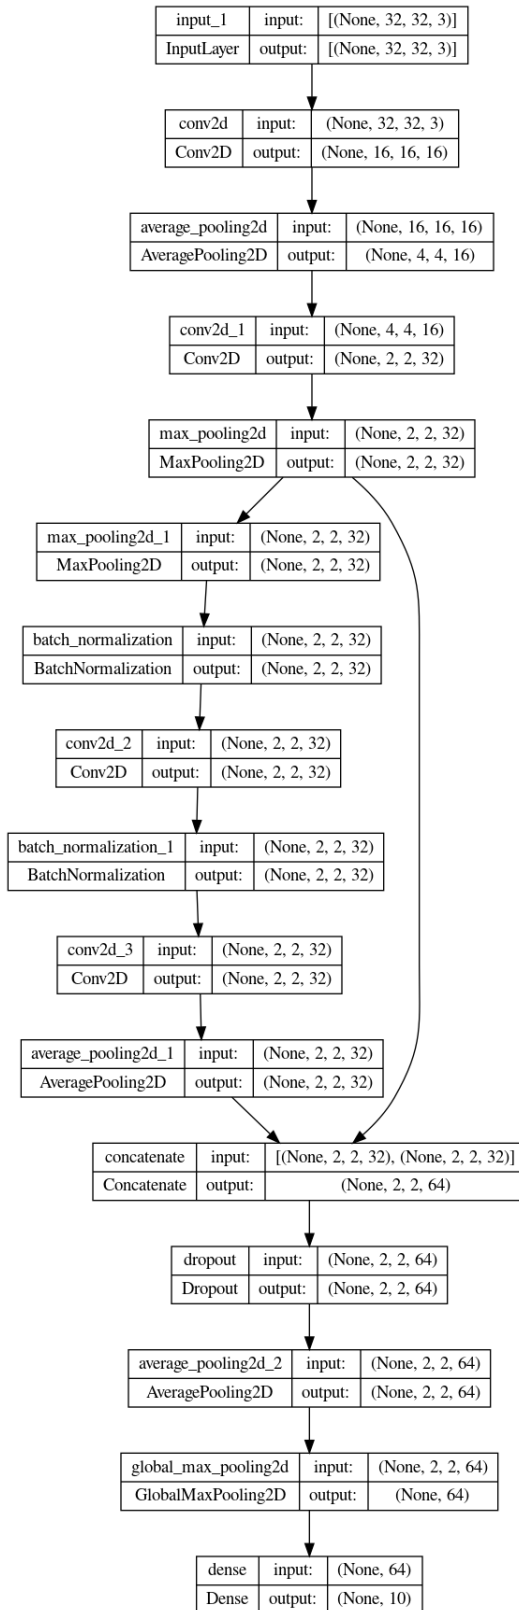 input_1 input: [(None, 32, 32, 3)]
InputLayer output: [(None, 32, 32, 3)]
conv2d input: (None, 32, 32, 3)
Conv2D output: (None, 16, 16, 16)
average_pooling2d input: (None, 16, 16, 16)
AveragePooling2D output: (None, 4, 4, 16)
conv2d_1 input: (None, 4, 4, 16)
Conv2D output: (None, 2, 2, 32)
max_pooling2d input: (None, 2, 2, 32)
MaxPooling2D output: (None, 2, 2, 32)
max_pooling2d_1 input: (None, 2, 2, 32)
MaxPooling2D output: (None, 2, 2, 32)
batch_normalization input: (None, 2, 2, 32)
BatchNormalization output: (None, 2, 2, 32)
conv2d_2 input: (None, 2, 2, 32)
Conv2D output: (None, 2, 2, 32)
batch_normalization_1 input: (None, 2, 2, 32)
BatchNormalization output: (None, 2, 2, 32)
conv2d_3 input: (None, 2, 2, 32)
Conv2D output: (None, 2, 2, 32)
average_pooling2d_1 input: (None, 2, 2, 32)
AveragePooling2D output: (None, 2, 2, 32)
concatenate input: [(None, 2, 2, 32), (None, 2, 2, 32)]
Concatenate output: (None, 2, 2, 64)
dropout input: (None, 2, 2, 64)
Dropout output: (None, 2, 2, 64)
average_pooling2d_2 input: (None, 2, 2, 64)
AveragePooling2D output: (None, 2, 2, 64)
global_max_pooling2d input: (None, 2, 2, 64)
GlobalMaxPooling2D output: (None, 64)
dense input: (None, 64)
Dense output: (None, 10)